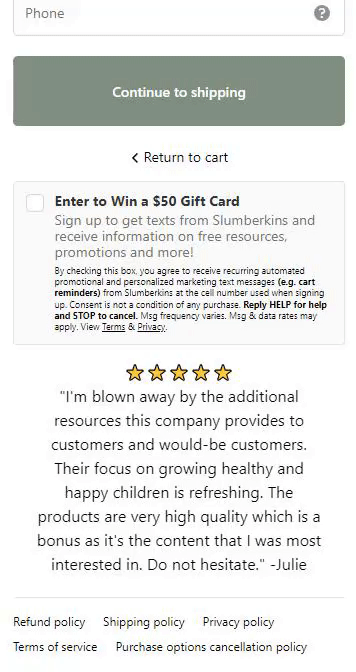 Phone
?
Continue to shipping
Return to cart
Enter to Win a $50 Gift Card
Sign up to get texts from Slumberkins and
receive information on free resources,
promotions and more!
By checking this box, you agree to receive recurring automated
promotional and personalized marketing text messages (e.g. cart
reminders) from Slumberkins at the cell number used when signing
up. Consent is not a condition of any purchase. Reply HELP for help
and STOP to cancel. Msg frequency varies. Msg & data rates may
apply. View Terms & Privacy.
"I'm blown away by the additional
resources this company provides to
customers and would-be customers.
Their focus on growing healthy and
happy children is refreshing. The
products are very high quality which is a
bonus as it's the content that I was most
interested in. Do not hesitate." -Julie
Refund policy Shipping policy Privacy policy
Terms of service Purchase options cancellation policy